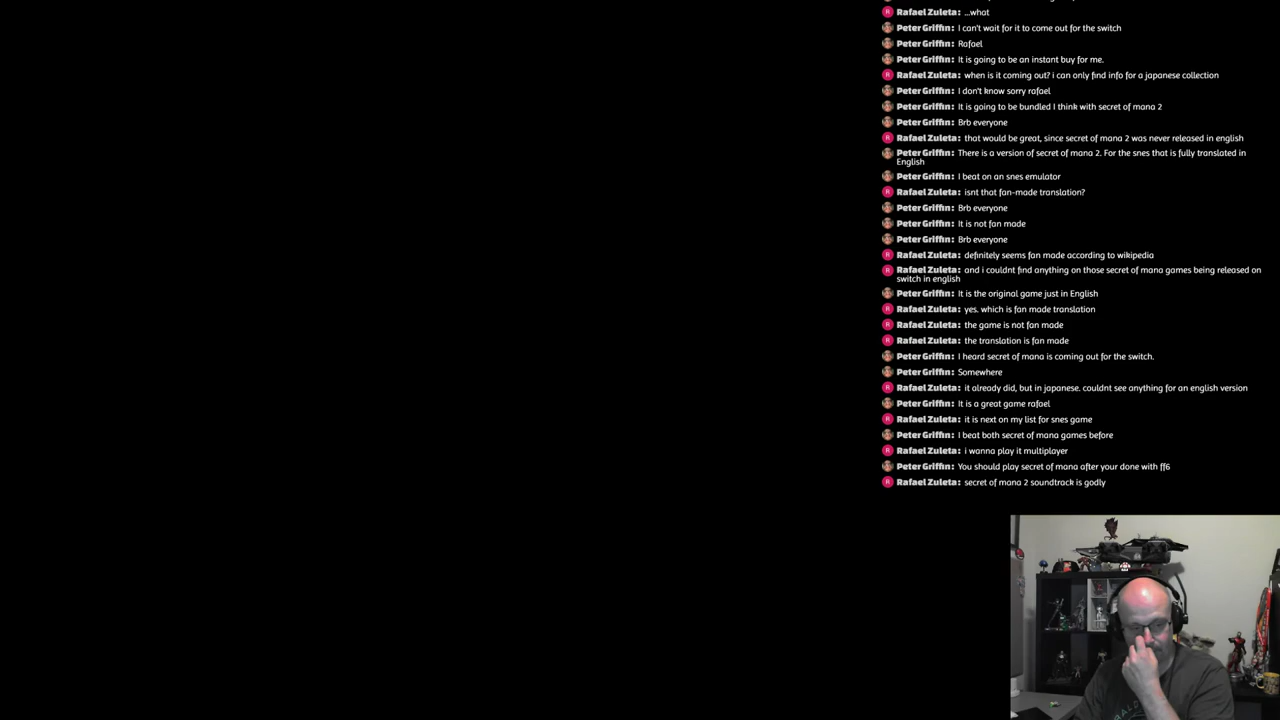 Rafael Zuleta: ...what
Peter Griffin: I can't wait for it to come out for the switch
Peter Griffin: Rafael
Peter Griffin: It is going to be an instant buy for me.
Rafael Zuleta: when is it coming out? i can only find info for a japanese collection
Peter Griffin: I don't know sorry rafael
Peter Griffin: It is going to be bundled I think with secret of mana 2
Peter Griffin: Brb everyone
Rafael Zuleta: that would be great, since secret of mana 2 was never released in english
Peter Griffin: There is a version of secret of mana 2. For the snes that is fully translated in
English
Peter Griffin: I beat on an snes emulator
Rafael Zuleta: isnt that fan-made translation?
Peter Griffin: Brb everyone
Peter Griffin: It is not fan made
Peter Griffin: Brb everyone
Rafael Zuleta: definitely seems fan made according to wikipedia
Rafael Zuleta: and i couldnt find anything on those secret of mana games being released on
switch in english
Peter Griffin: It is the original game just in English
Rafael Zuleta: yes. which is fan made translation
Rafael Zuleta: the game is not fan made
Rafael Zuleta: the translation is fan made
Peter Griffin: I heard secret of mana is coming out for the switch.
Peter Griffin: Somewhere
Rafael Zuleta: it already did, but in japanese. couldnt see anything for an english version
Peter Griffin: It is a great game rafael
Rafael Zuleta: it is next on my list for snes game
Peter Griffin: I beat both secret of mana games before
Rafael Zuleta: i wanna play it multiplayer
Peter Griffin: You should play secret of mana after your done with ff6
Rafael Zuleta: secret of mana 2 soundtrack is godly